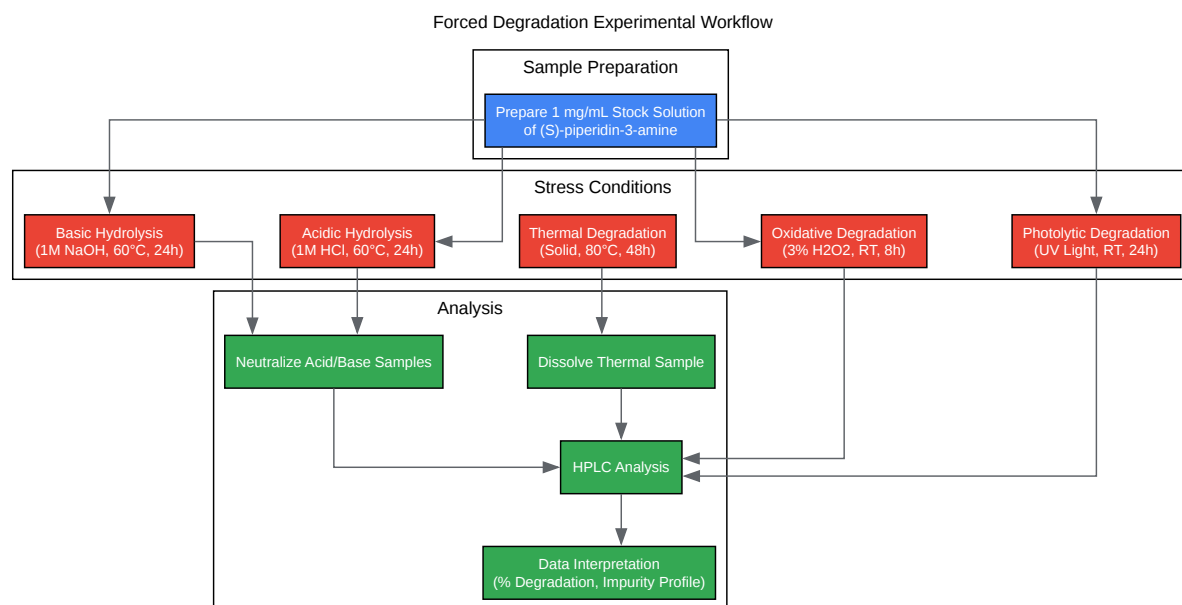 Forced Degradation Experimental Workflow
Sample Preparation
Prepare 1 mg/mL Stock Solution
of (S)-piperidin-3-amine
Stress Conditions
Basic Hydrolysis
(1M NaOH, 60°C, 24h)
Acidic Hydrolysis
(1M HCl, 60°C, 24h)
Thermal Degradation
(Solid, 80°C, 48h)
Oxidative Degradation
(3% H2O2, RT, 8h)
Photolytic Degradation
(UV Light, RT, 24h)
Analysis
Neutralize Acid/Base Samples
Dissolve Thermal Sample
HPLC Analysis
Data Interpretation
(% Degradation, Impurity Profile)